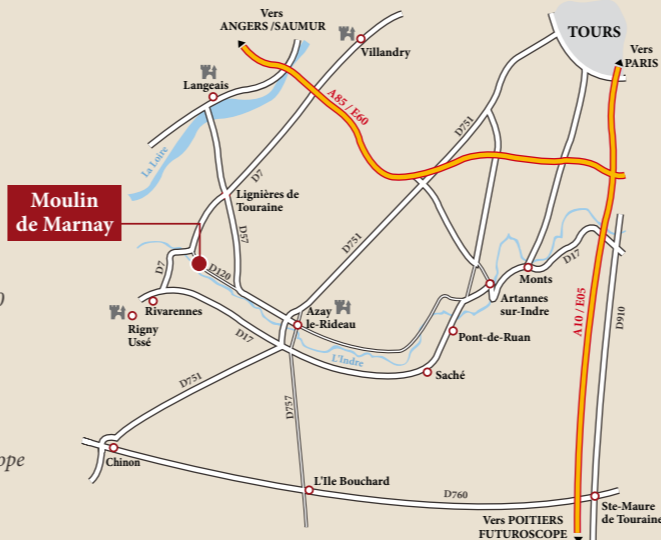 Vers
ANGERS /SAUMUR
TOURS
Vers
PARIS
Villandry
Langeais
A85 / E60
D751
La Loire
D7
Moulin
de Marnay
Lignières de
Touraine
D57
D751
D7
D120
Monts
D17
Artannes
sur-Indre
Rivarennes
Rigny
Ussé
Azay
le-Rideau
D17
L'Indre
Pont-de-Ruan
A10 / E05
D910
Saché
D751
D757
Chinon
L'Ile Bouchard
D760
Ste-Maure
de Touraine
Vers POITIERS
FUTUROSCOPE